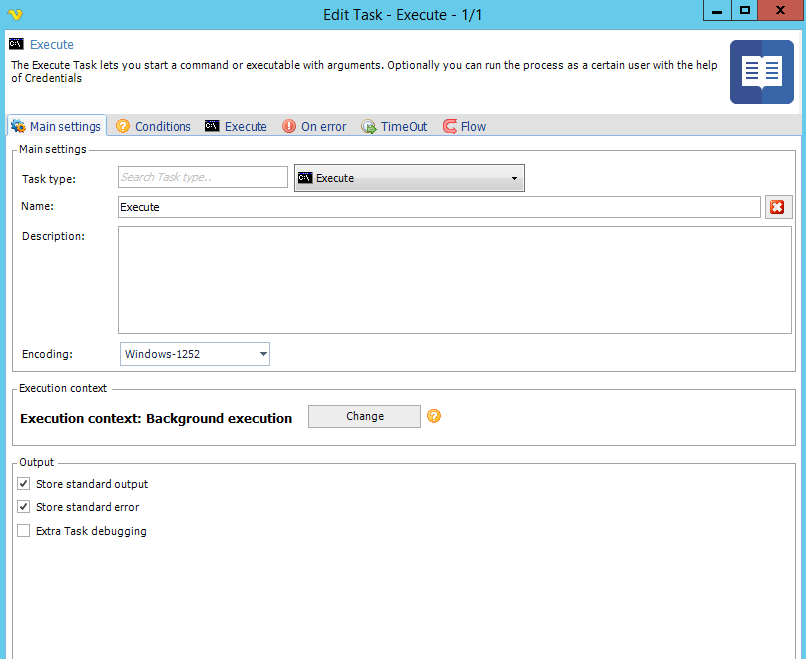 Edit Task - Execute - 1/1
C:\ Execute
The Execute Task lets you start a command or executable with arguments. Optionally you can run the process as a certain user with the help
of Credentials
Main settings ? Conditions C:\ Execute ! On error TimeOut Flow
Main settings
Task type: Search Task type.. C:\ Execute
Name: Execute
Description:
Encoding: Windows-1252
Execution context
Execution context: Background execution Change ?
Output
Store standard output
Store standard error
Extra Task debugging